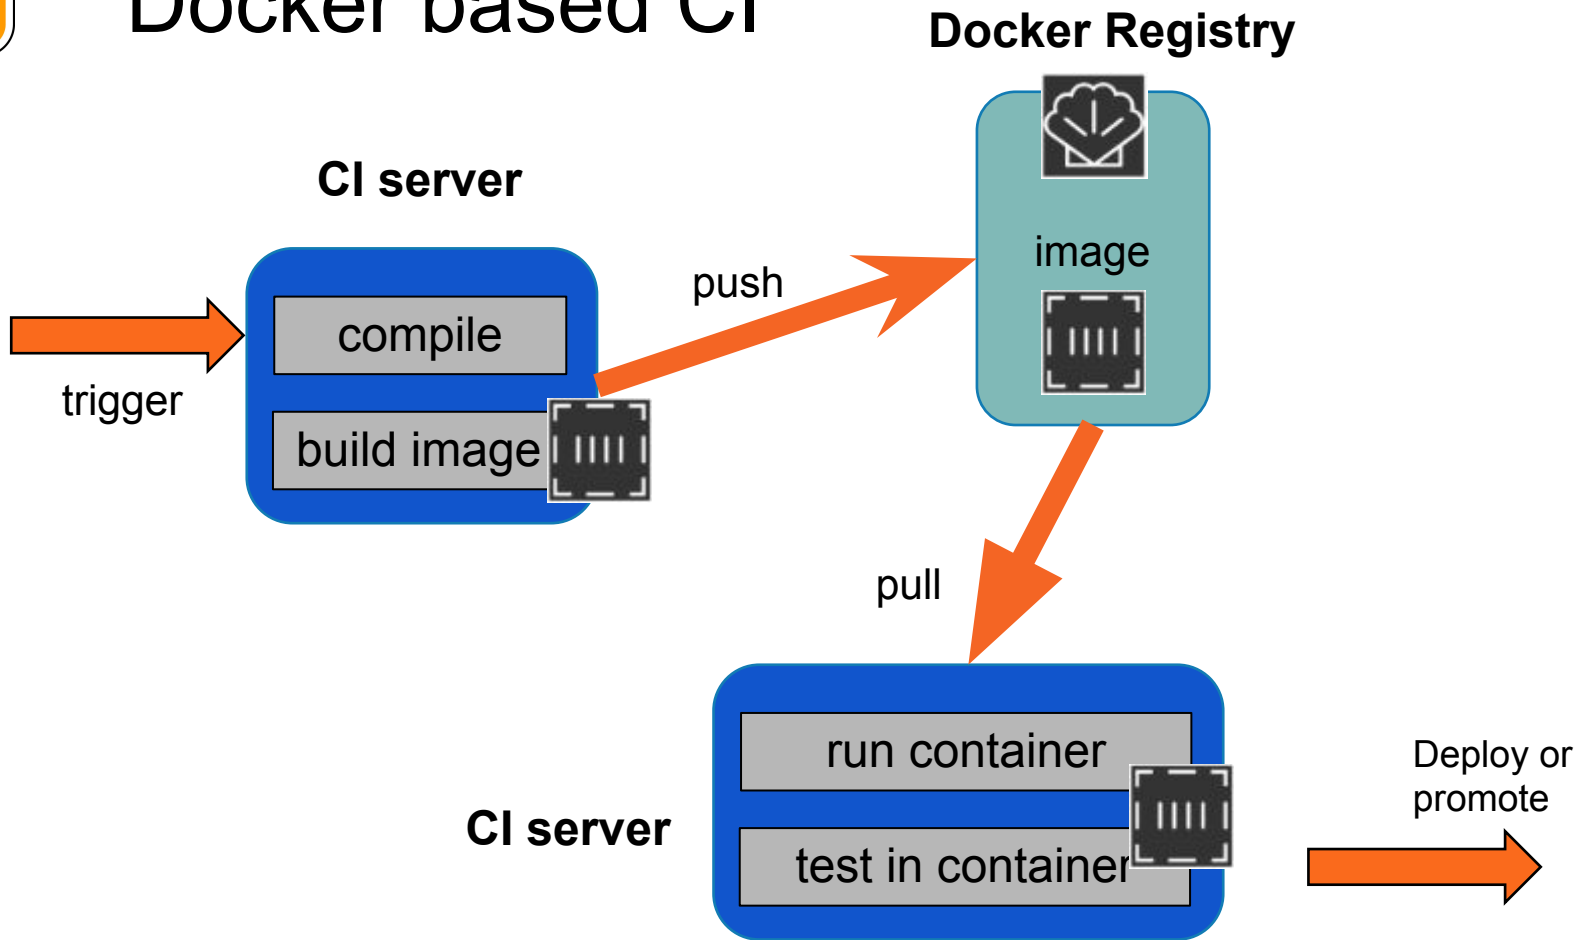 Docker based CI
Docker Registry
CI server
image
push
compile
trigger
build image
pull
run container
Deploy or
promote
CI server
test in container